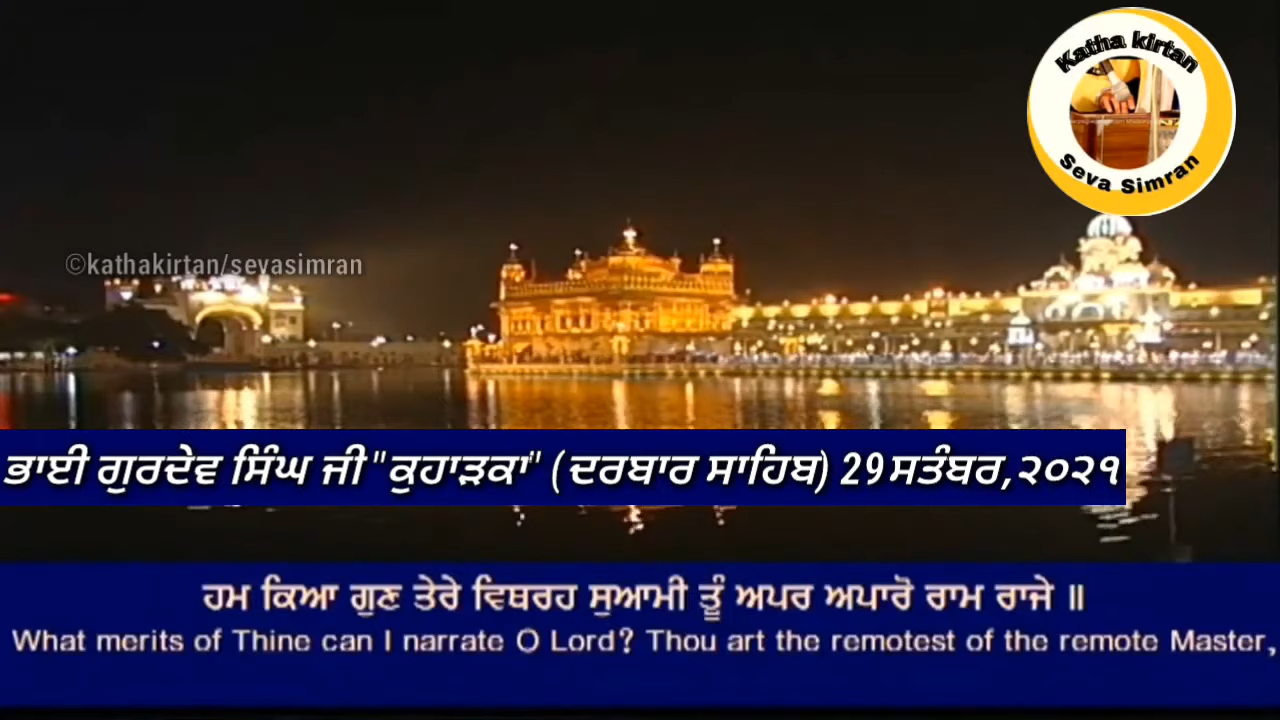 Katha kirtan
Seva Simran
©kathakirtan/sevasimran
ਭਾਈ ਗੁਰਦੇਵ ਸਿੰਘ ਜੀ "ਕੁਹਾੜਕਾ" (ਦਰਬਾਰ ਸਾਹਿਬ) 29 ਸਤੰਬਰ,੨੦੨੧
ਹਮ ਕਿਆ ਗੁਣ ਤੇਰੇ ਵਿਥਰਹ ਸੁਆਮੀ ਤੂੰ ਅਪਰ ਅਪਾਰੋ ਰਾਮ ਰਾਜੇ ॥
What merits of Thine can I narrate O Lord? Thou art the remotest of the remote Master,